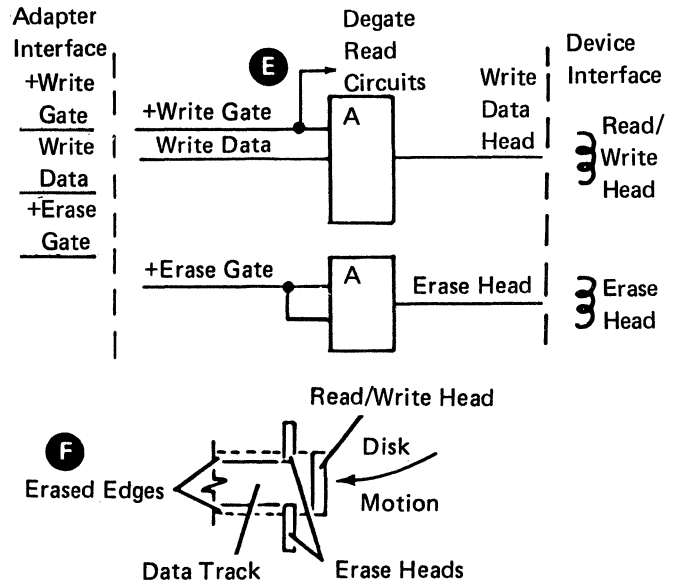 Adapter
Interface
+Write
Gate
Write
Data
+Erase
Gate
E
Degate
Read
Circuits
+Write Gate
Write Data
A
Write
Data
Head
Device
Interface
Read/
Write
Head
+Erase Gate
A
Erase Head
Erase
Head
F
Read/Write Head
Disk
Motion
Erased Edges
Data Track
Erase Heads